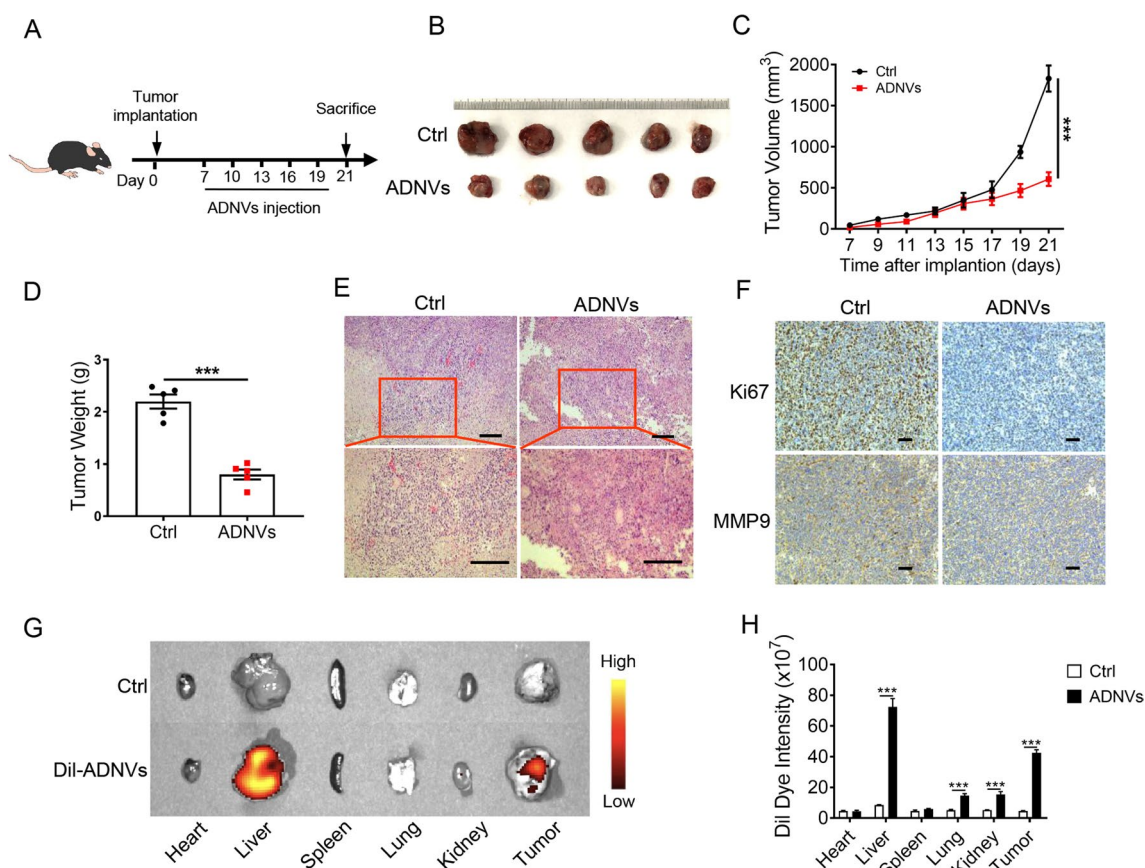 A
Tumor
implantation
Sacrifice
Day 0
7 10 13 16 19 21
ADNVs injection
B
Ctrl
ADNVs
C
Tumor Volume (mm³)
2000
1500
1000
500
0
Ctrl
ADNVs
***
7 9 11 13 15 17 19 21
Time after implantion (days)
D
Tumor Weight (g)
3
2
1
0
***
Ctrl ADNVs
E
Ctrl ADNVs
F
Ctrl ADNVs
Ki67
MMP9
G
Ctrl
Dil-ADNVs
High
Low
Heart Liver Spleen Lung Kidney Tumor
H
Dil Dye Intensity (x10⁷)
100
80
60
40
20
0
Ctrl
ADNVs
*** *** *** ***
Heart Liver Spleen Lung Kidney Tumor